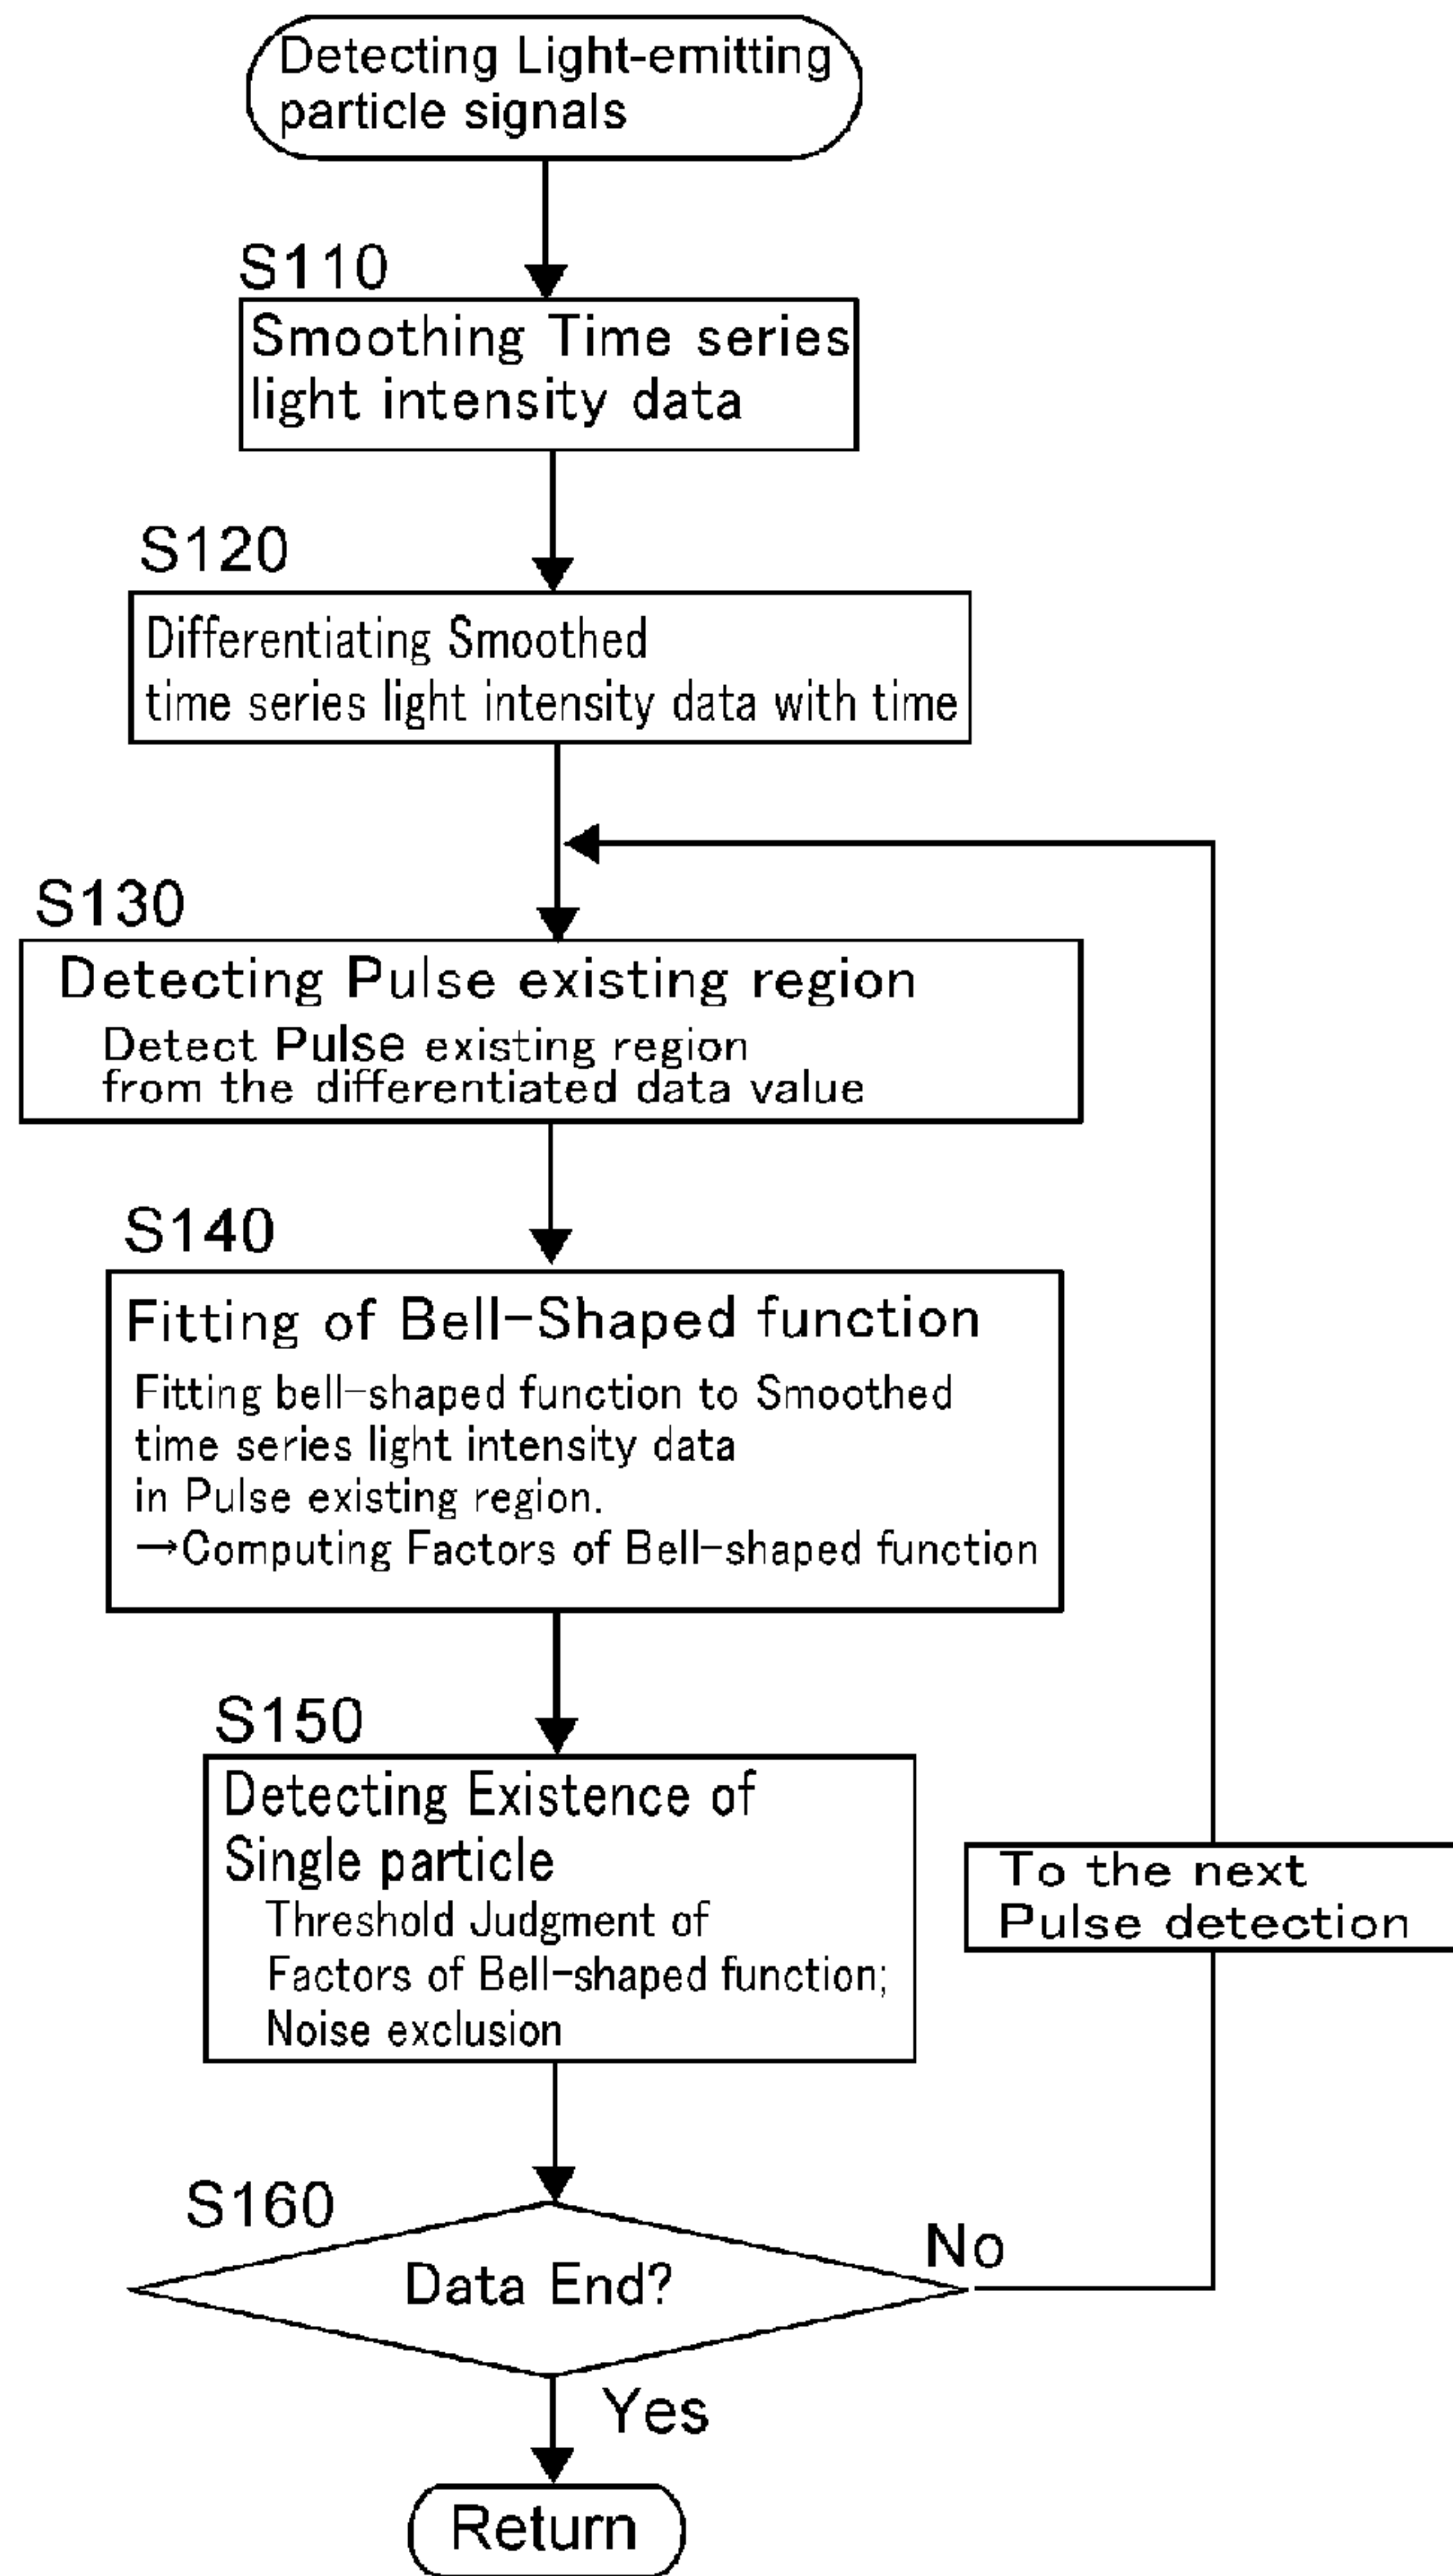 Detecting Light-emitting
particle signals
S110
Smoothing Time series
light intensity data
S120
Differentiating Smoothed
time series light intensity data with time
S130
Detecting Pulse existing region
Detect Pulse existing region
from the differentiated data value
S140
Fitting of Bell-Shaped function
Fitting bell-shaped function to Smoothed
time series light intensity data
in Pulse existing region.
→Computing Factors of Bell-shaped function
S150
Detecting Existence of
Single particle
Threshold Judgment of
Factors of Bell-shaped function;
Noise exclusion
To the next
Pulse detection
S160
Data End?
No
Yes
Return